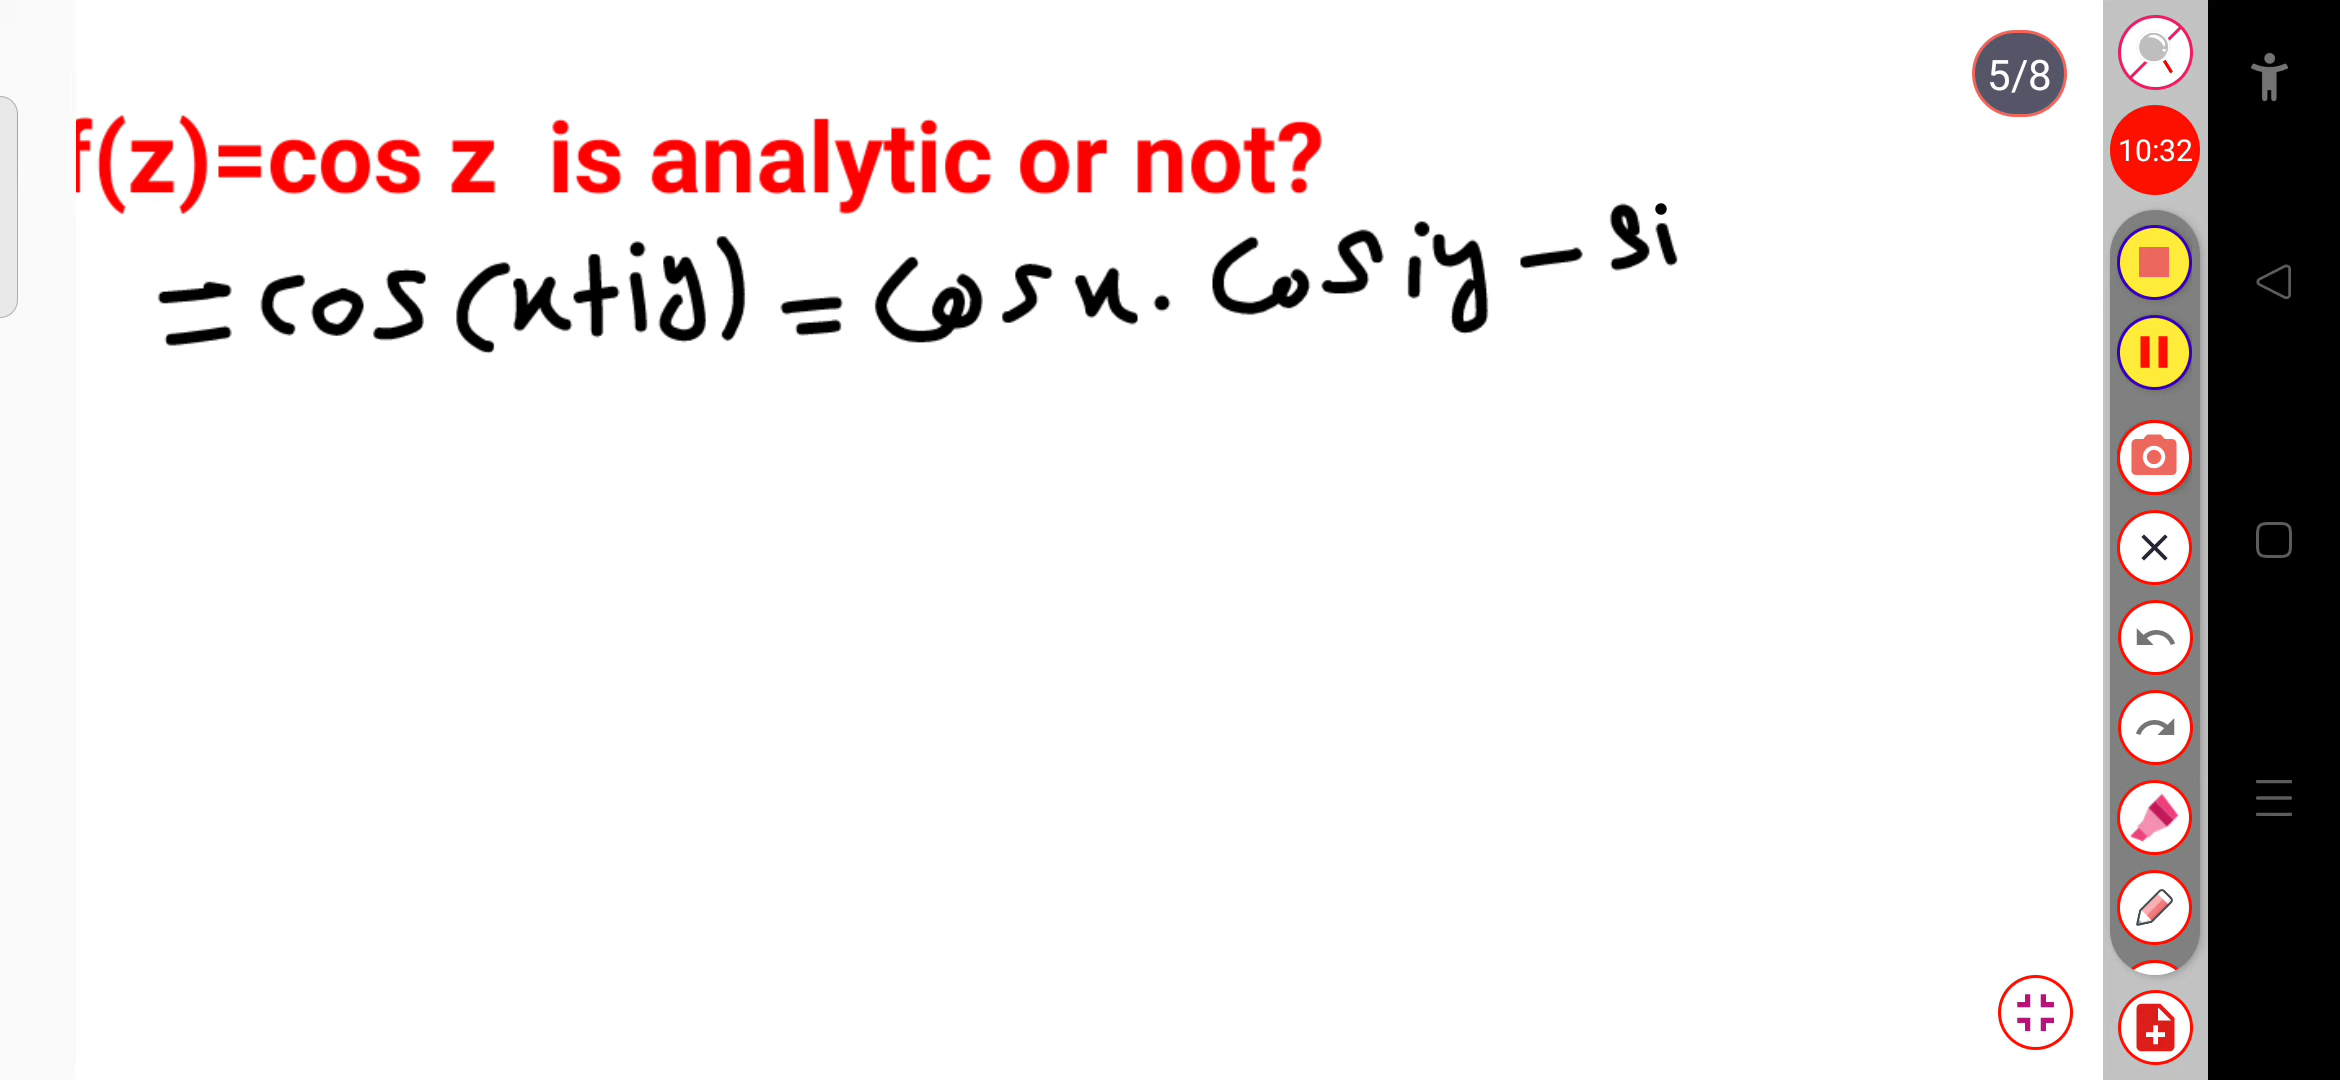 5/8
10:32
f(z)=cos z is analytic or not?
= cos(x+iy) = Cos x . Cos iy – si